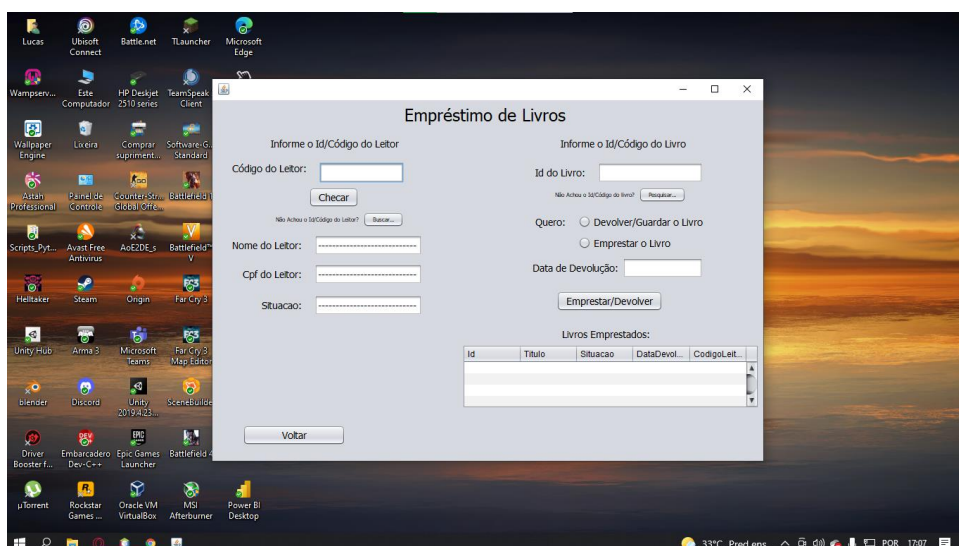 Lucas
Ubisoft
Connect
Battle.net
TLauncher
Microsoft
Edge
Wampserv...
Este
Computador
HP Deskjet
2510 series
TeamSpeak
Client
Wallpaper
Engine
Lixeira
Comprar
supriment...
Software-G...
Standard
Astah
Professional
Painel de
Controle
Counter-Str...
Global Offe...
Battlefield 1
Scripts_Pyt...
Avast Free
Antivirus
AoE2DE_s
Battlefield™
V
Helltaker
Steam
Origin
Far Cry 3
Unity Hub
Arma 3
Microsoft
Teams
Far Cry 3
Map Editor
blender
Discord
Unity
2019.4.23...
SceneBuilde
Driver
Booster f...
Embarcadero
Dev-C++
Epic Games
Launcher
Battlefield 4
µTorrent
Rockstar
Games ...
Oracle VM
VirtualBox
MSI
Afterburner
Power BI
Desktop
Empréstimo de Livros
Informe o Id/Código do Leitor
Código do Leitor:
Checar
Não Achou o Id/Código do Leitor? Buscar...
Nome do Leitor: --------------------------
Cpf do Leitor: --------------------------
Situacao: --------------------------
Voltar
Informe o Id/Código do Livro
Id do Livro:
Não Achou o Id/Código do livro? Pesquisar...
Quero: Devolver/Guardar o Livro
Emprestar o Livro
Data de Devolução:
Emprestar/Devolver
Livros Emprestados:
Id Titulo Situacao DataDevol... CodigoLeit...
33°C Pred ens. POR 17:07